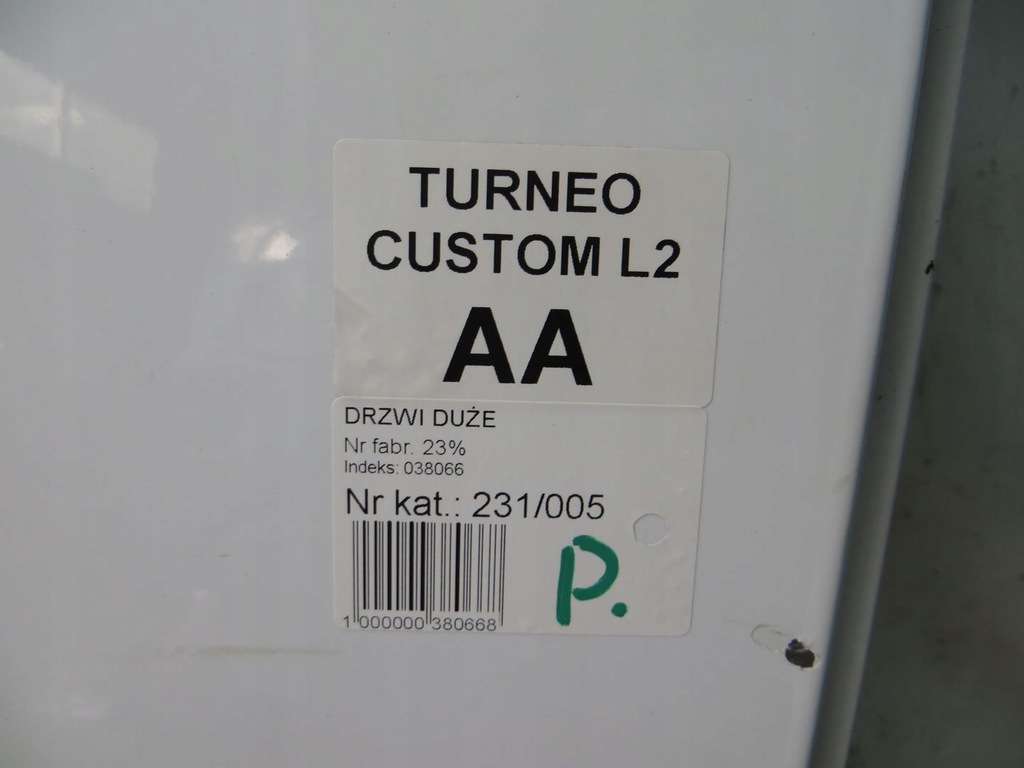 TURNEO
CUSTOM L2
AA
DRZWI DUŻE
Nr fabr. 23%
Indeks: 038066
Nr kat.: 231/005
P.
1 000000 380668